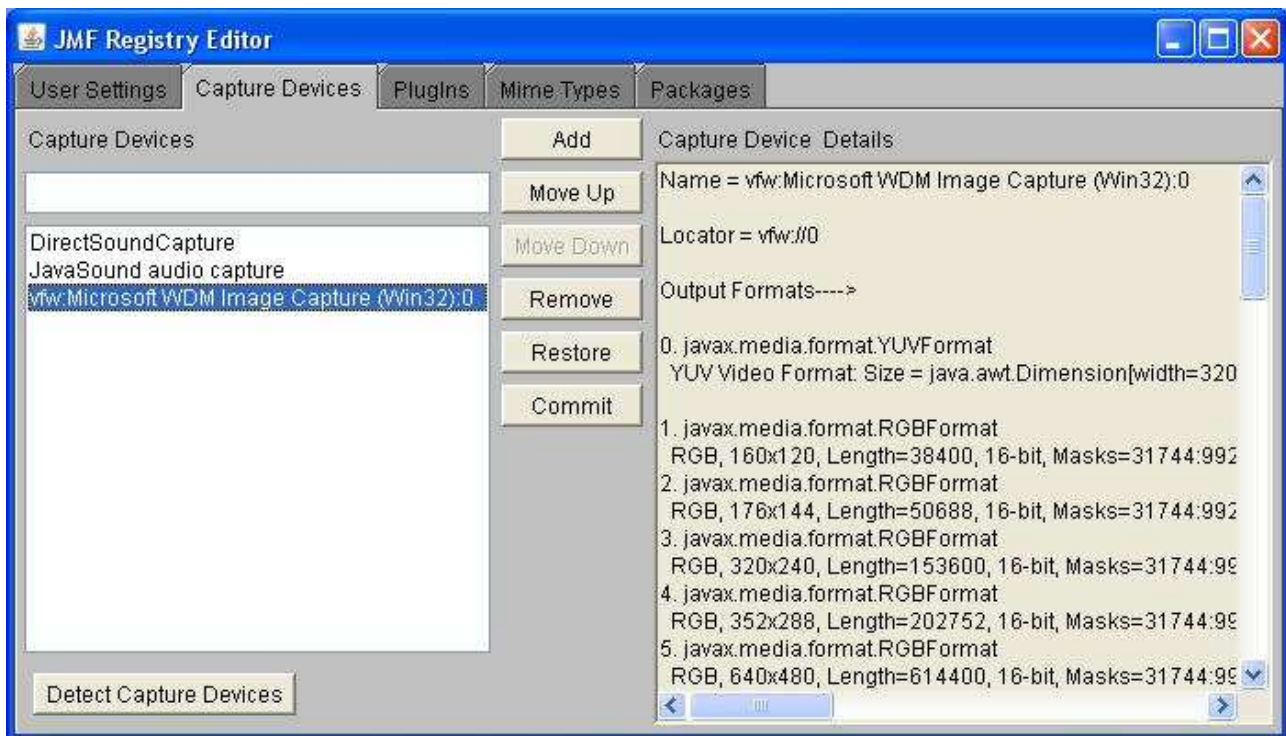 JMF Registry Editor
User Settings
Capture Devices
PlugIns
Mime Types
Packages
Capture Devices
DirectSoundCapture
JavaSound audio capture
vfw:Microsoft WDM Image Capture (Win32):0
Detect Capture Devices
Add
Move Up
Move Down
Remove
Restore
Commit
Capture Device Details
Name = vfw:Microsoft WDM Image Capture (Win32):0
Locator = vfw://0
Output Formats---->
0. javax.media.format.YUVFormat
YUV Video Format: Size = java.awt.Dimension[width=320
1. javax.media.format.RGBFormat
RGB, 160x120, Length=38400, 16-bit, Masks=31744:992
2. javax.media.format.RGBFormat
RGB, 176x144, Length=50688, 16-bit, Masks=31744:992
3. javax.media.format.RGBFormat
RGB, 320x240, Length=153600, 16-bit, Masks=31744:99
4. javax.media.format.RGBFormat
RGB, 352x288, Length=202752, 16-bit, Masks=31744:99
5. javax.media.format.RGBFormat
RGB, 640x480, Length=614400, 16-bit, Masks=31744:99